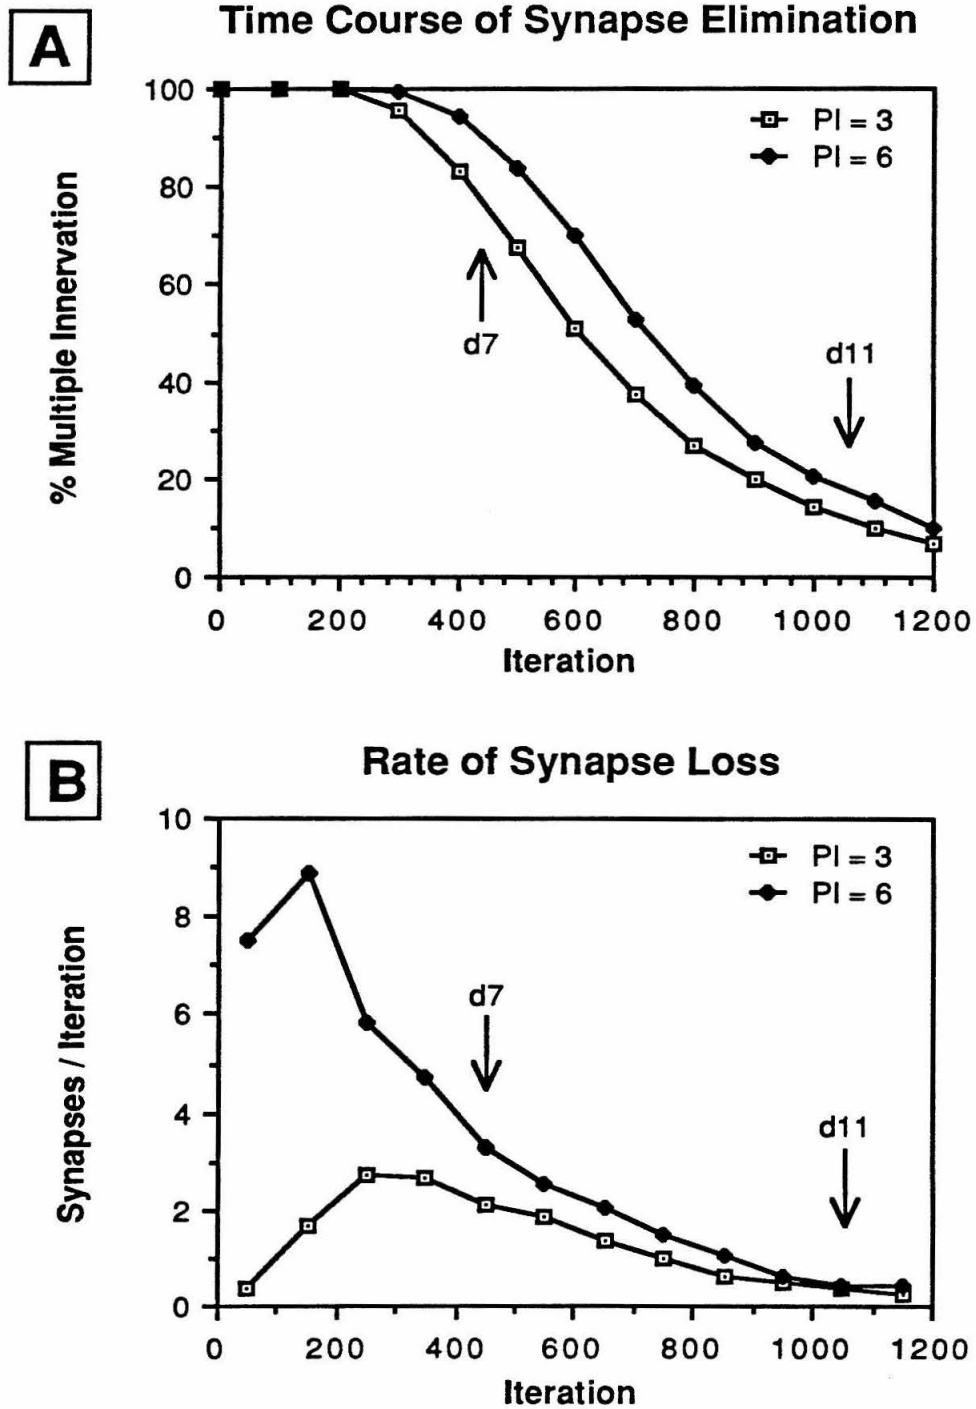 A
Time Course of Synapse Elimination
% Multiple Innervation
100
80
60
40
20
0
PI = 3
PI = 6
d7
d11
0 200 400 600 800 1000 1200
Iteration
B
Rate of Synapse Loss
Synapses / Iteration
10
8
6
4
2
0
PI = 3
PI = 6
d7
d11
0 200 400 600 800 1000 1200
Iteration